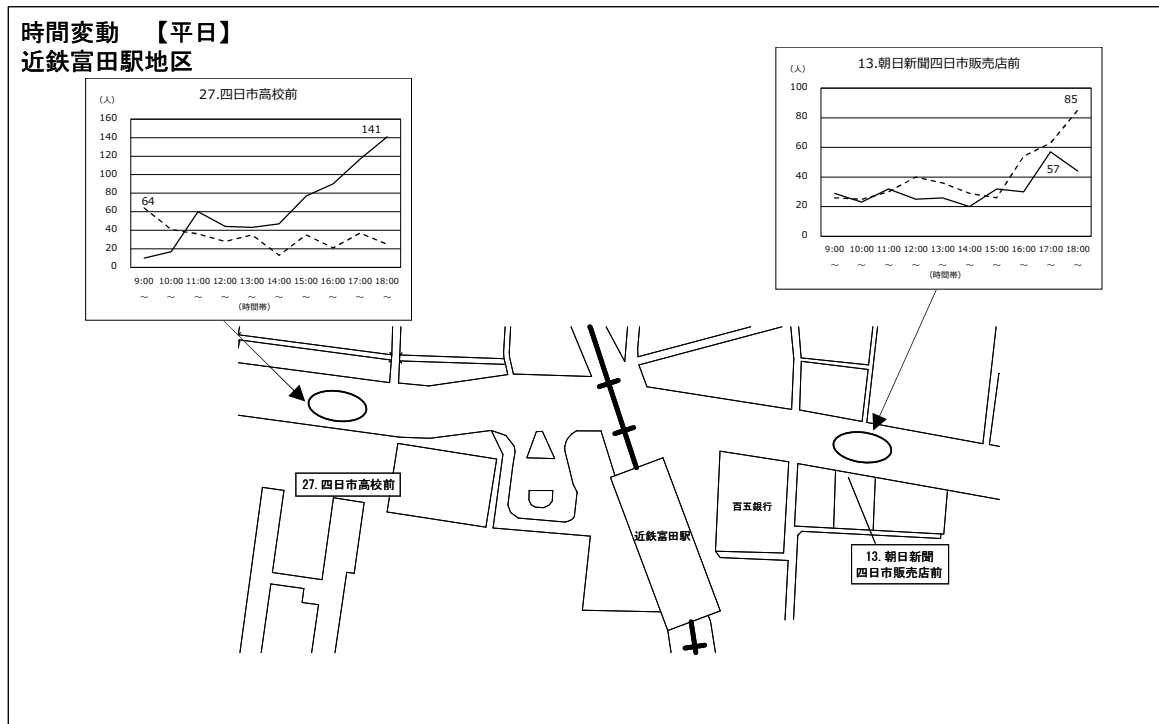 時間変動　【平日】
近鉄富田駅地区
27.四日市高校前
（人）
160
140
120
100
80
60
40
20
0
141
64
9:00 10:00 11:00 12:00 13:00 14:00 15:00 16:00 17:00 18:00
～ ～ ～ ～ ～ ～ ～ ～ ～ ～
（時間帯）
13.朝日新聞四日市販売店前
（人）
100
80
60
40
20
0
85
57
9:00 10:00 11:00 12:00 13:00 14:00 15:00 16:00 17:00 18:00
～ ～ ～ ～ ～ ～ ～ ～ ～ ～
（時間帯）
27. 四日市高校前
百五銀行
近鉄富田駅
13. 朝日新聞
四日市販売店前